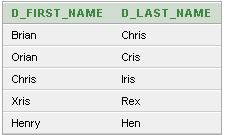 D_FIRST_NAME D_LAST_NAME
Brian Chris
Orian Cris
Chris Iris
Xris Rex
Henry Hen